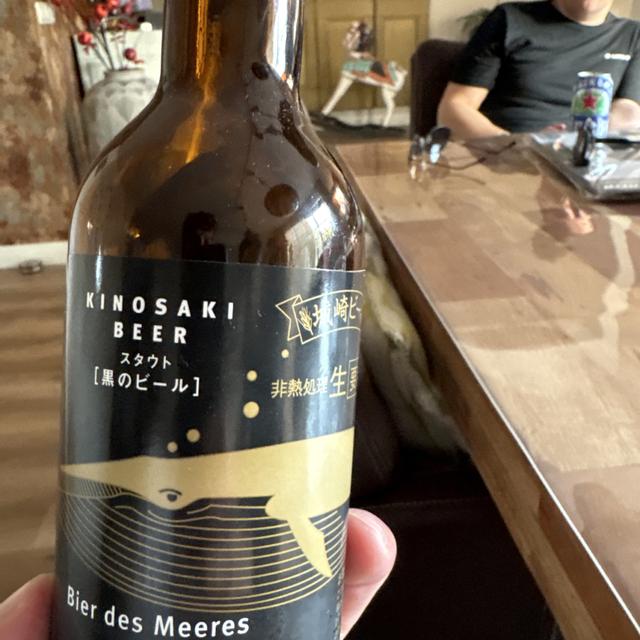 KINOSAKI
BEER
スタウト
[黒のビール]
城崎ビ
非熱処理 生
Bier des Meeres